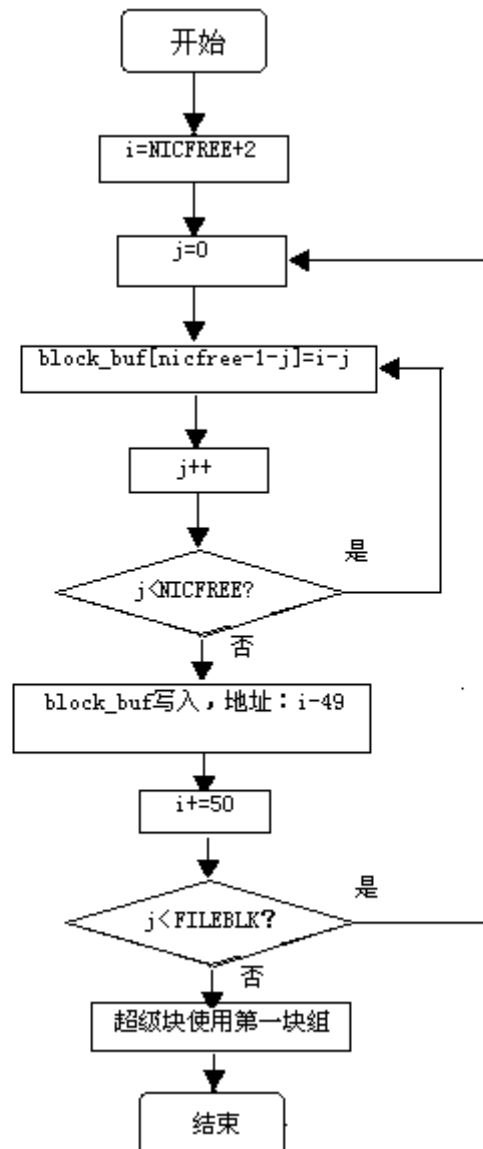 开始
i=NICFREE+2
j=0
block_buf[nicfree-1-j]=i-j
j++
是
j<NICFREE?
否
block_buf写入，地址：i-49
i+=50
是
j<FILEBLK？
否
超级块使用第一块组
结束